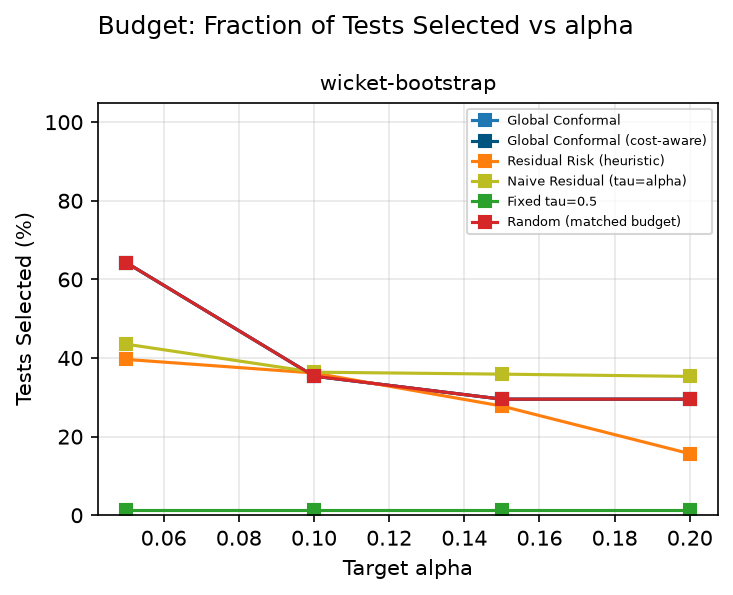 Budget: Fraction of Tests Selected vs alpha
wicket-bootstrap
Global Conformal
Global Conformal (cost-aware)
Residual Risk (heuristic)
Naive Residual (tau=alpha)
Fixed tau=0.5
Random (matched budget)
Tests Selected (%)
100
80
60
40
20
0
0.06 0.08 0.10 0.12 0.14 0.16 0.18 0.20
Target alpha